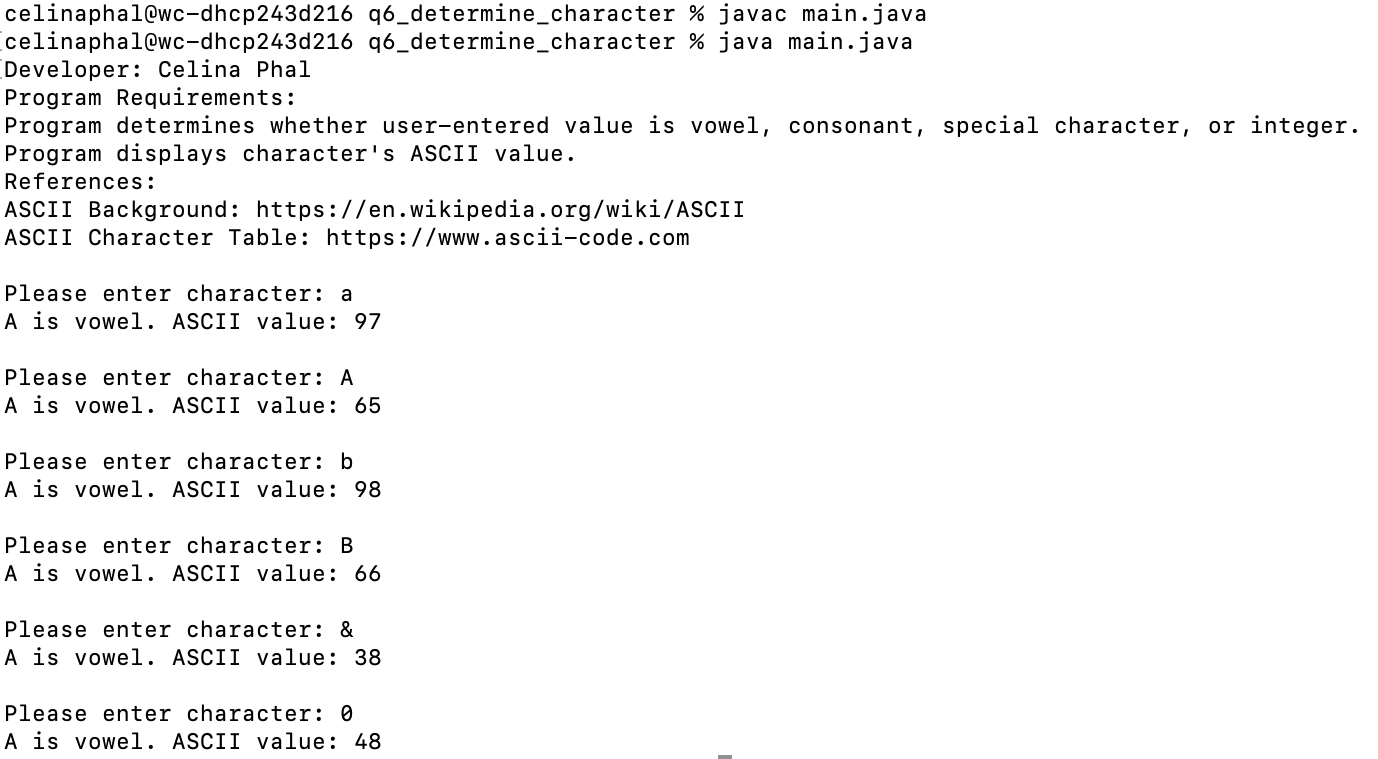 celinaphal@wc-dhcp243d216 q6_determine_character % javac main.java
celinaphal@wc-dhcp243d216 q6_determine_character % java main.java
Developer: Celina Phal
Program Requirements:
Program determines whether user-entered value is vowel, consonant, special character, or integer.
Program displays character's ASCII value.
References:
ASCII Background: https://en.wikipedia.org/wiki/ASCII
ASCII Character Table: https://www.ascii-code.com
Please enter character: a
A is vowel. ASCII value: 97
Please enter character: A
A is vowel. ASCII value: 65
Please enter character: b
A is vowel. ASCII value: 98
Please enter character: B
A is vowel. ASCII value: 66
Please enter character: &
A is vowel. ASCII value: 38
Please enter character: 0
A is vowel. ASCII value: 48